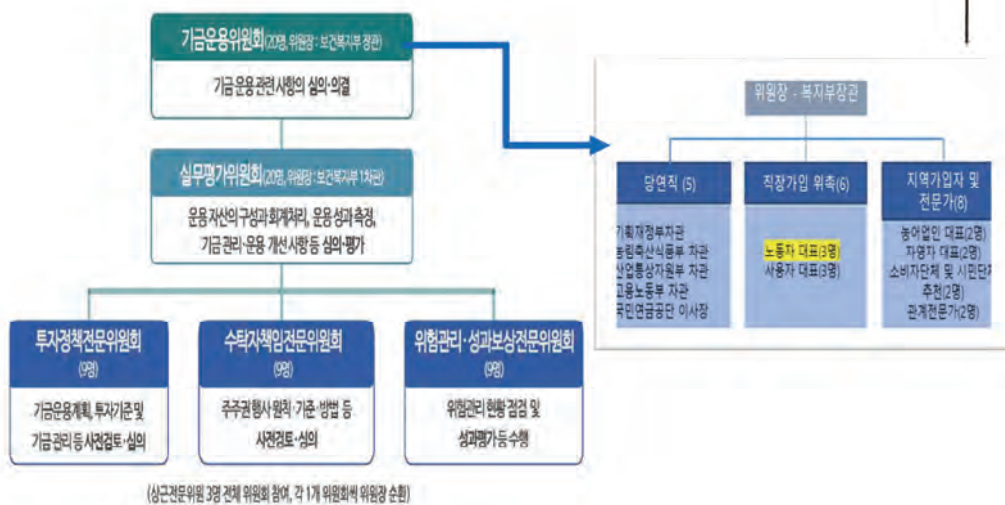 기금운용위원회(20명, 위원장 : 보건복지부 장관)
기금 운용 관련 사항의 심의·의결
실무평가위원회(20명, 위원장 : 보건복지부 1차관)
운용 자산의 구성과 회계처리, 운용 성과 측정,
기금 관리·운용 개선 사항 등 심의·평가
투자정책전문위원회
(9명)
기금운용계획, 투자기준 및
기금 관리 등 사전검토·심의
수탁자책임전문위원회
(9명)
주주권 행사 원칙·기준·방법 등
사전검토·심의
위험관리·성과보상전문위원회
(9명)
위험관리 현황 점검 및
성과평가 등 수행
(상근전문위원 3명 전체 위원회 참여, 각 1개 위원회씩 위원장 순환)
위원장 - 복지부장관
당연직 (5)
기획재정부차관
농림축산식품부 차관
산업통상자원부 차관
고용노동부 차관
국민연금공단 이사장
직장가입 위촉(6)
노동자 대표(3명)
사용자 대표(3명)
지역가입자 및
전문가(8)
농어업인 대표(2명)
자영자 대표(2명)
소비자단체 및 시민단체
추천(2명)
관계전문가(2명)